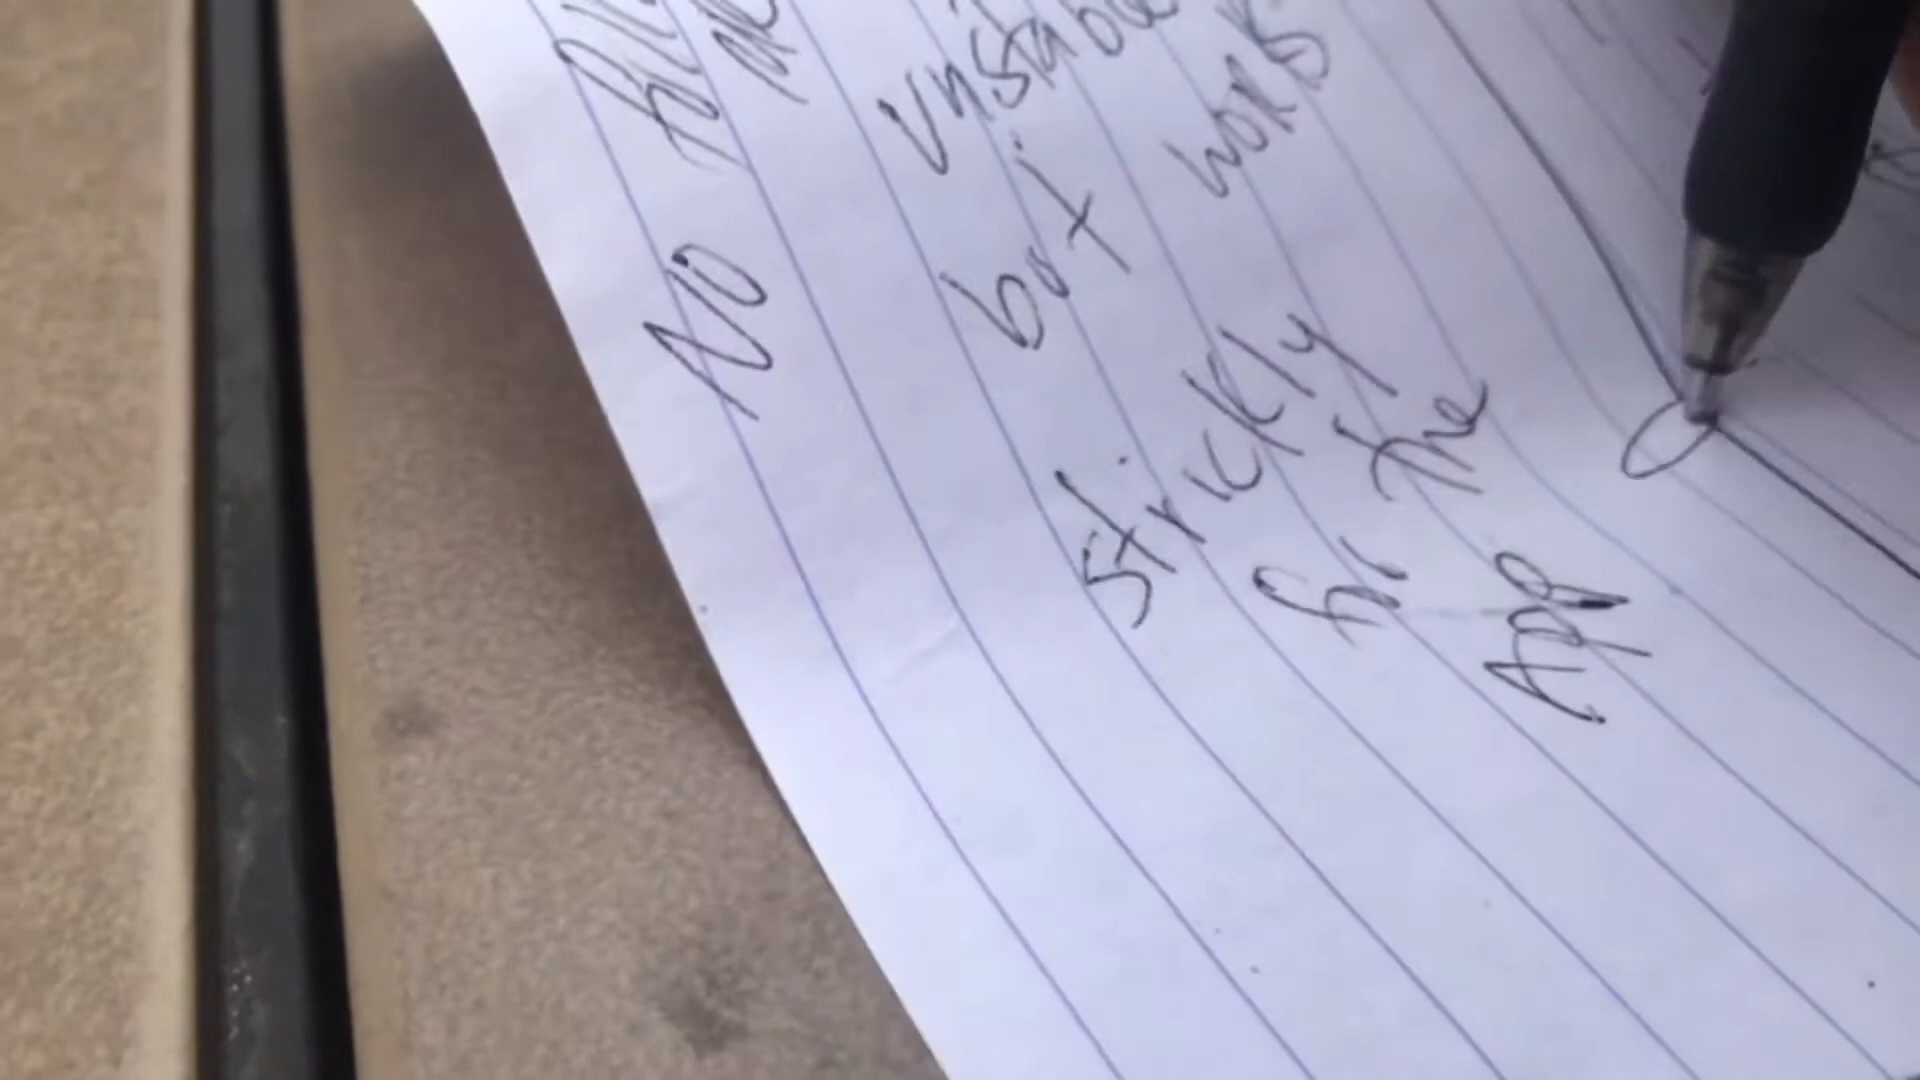 No
unstable
but works
strickly
for the
App